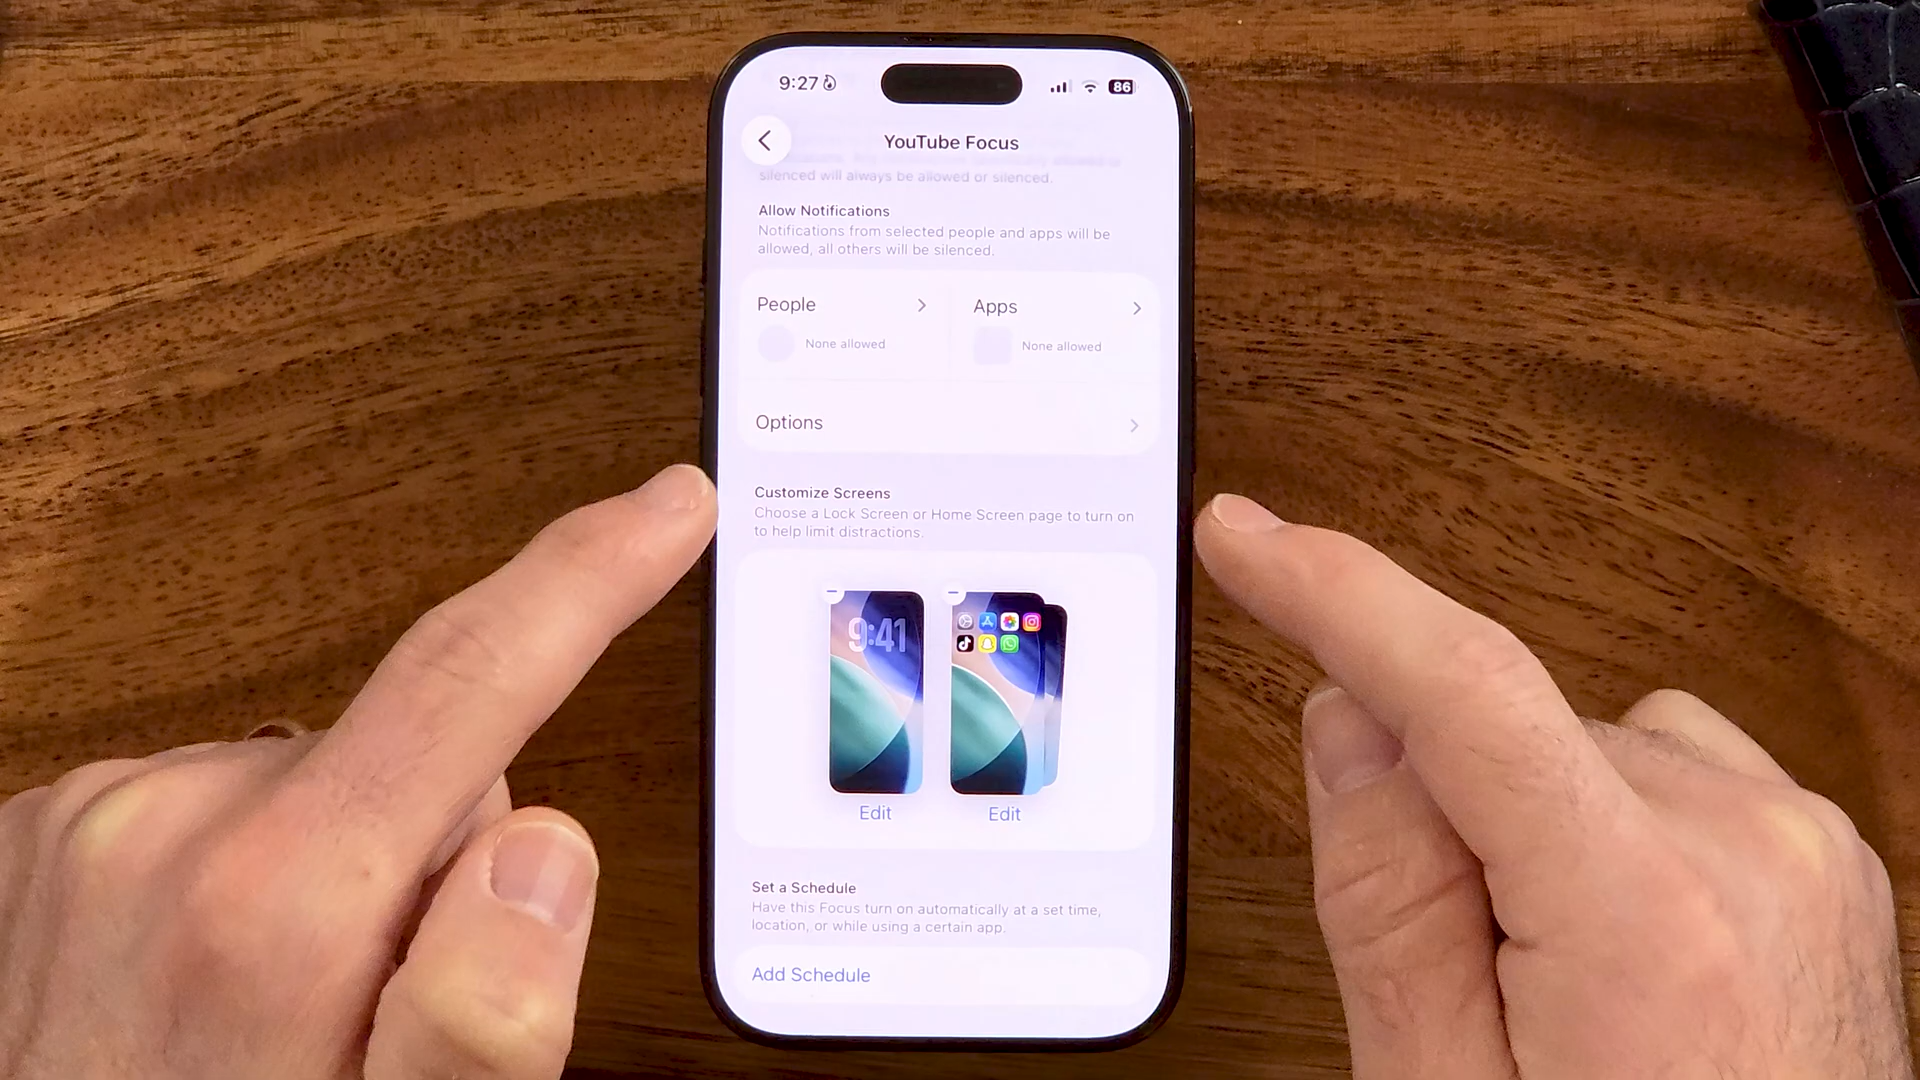 9:27
86
YouTube Focus
silenced will always be allowed or silenced.
Allow Notifications
Notifications from selected people and apps will be
allowed, all others will be silenced.
People
Apps
None allowed
None allowed
Options
Customize Screens
Choose a Lock Screen or Home Screen page to turn on
to help limit distractions.
9:41
Edit
Edit
Set a Schedule
Have this Focus turn on automatically at a set time,
location, or while using a certain app.
Add Schedule